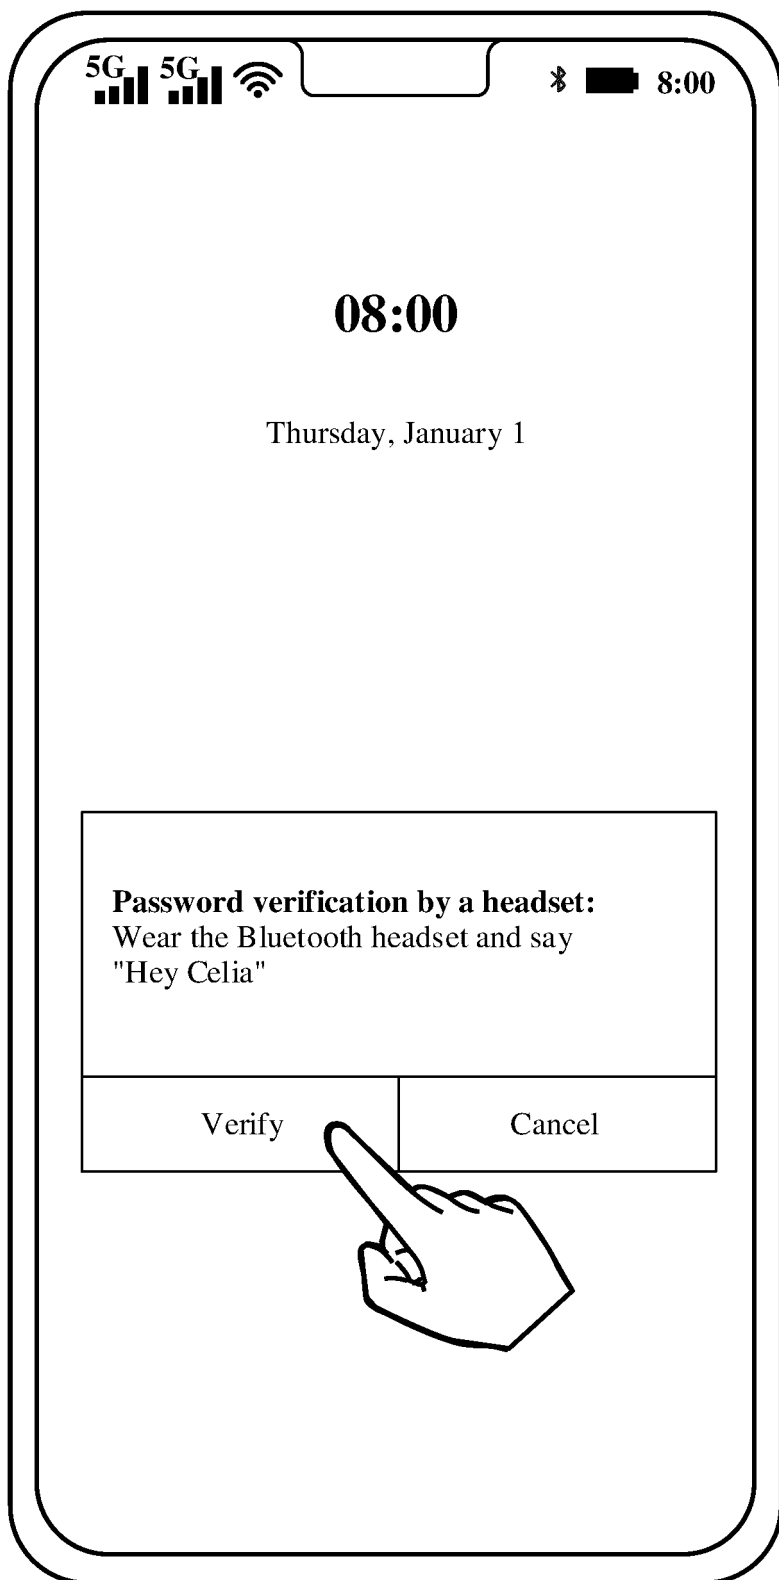 5G 5G 8:00
08:00
Thursday, January 1
Password verification by a headset:
Wear the Bluetooth headset and say
"Hey Celia"
Verify Cancel